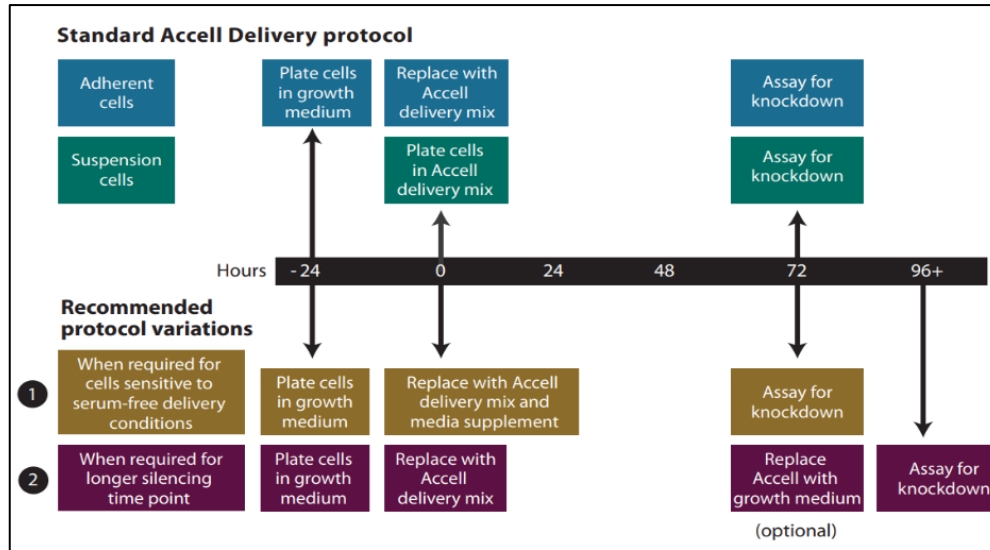 Standard Accell Delivery protocol
Adherent
cells
Plate cells
in growth
medium
Replace with
Accell
delivery mix
Assay for
knockdown
Suspension
cells
Plate cells
in Accell
delivery mix
Assay for
knockdown
Hours
- 24
0
24
48
72
96+
Recommended
protocol variations
1
When required for
cells sensitive to
serum-free delivery
conditions
Plate cells
in growth
medium
Replace with Accell
delivery mix and
media supplement
Assay for
knockdown
2
When required for
longer silencing
time point
Plate cells
in growth
medium
Replace with
Accell
delivery mix
Replace
Accell with
growth medium
(optional)
Assay for
knockdown